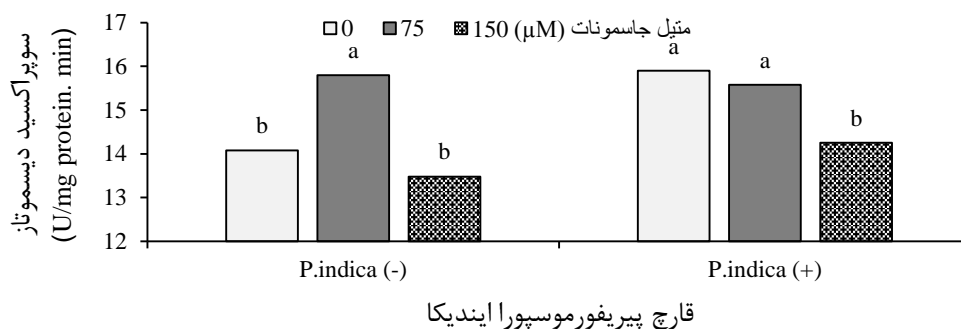 17
16
15
14
13
12
سوپراکسید دیسموتاز
(U/mg protein. min)
0 75 150 (µM) متیل جاسمونات
b a b a a b
P.indica (-) P.indica (+)
قارچ پیریفورموسپورا ایندیکا